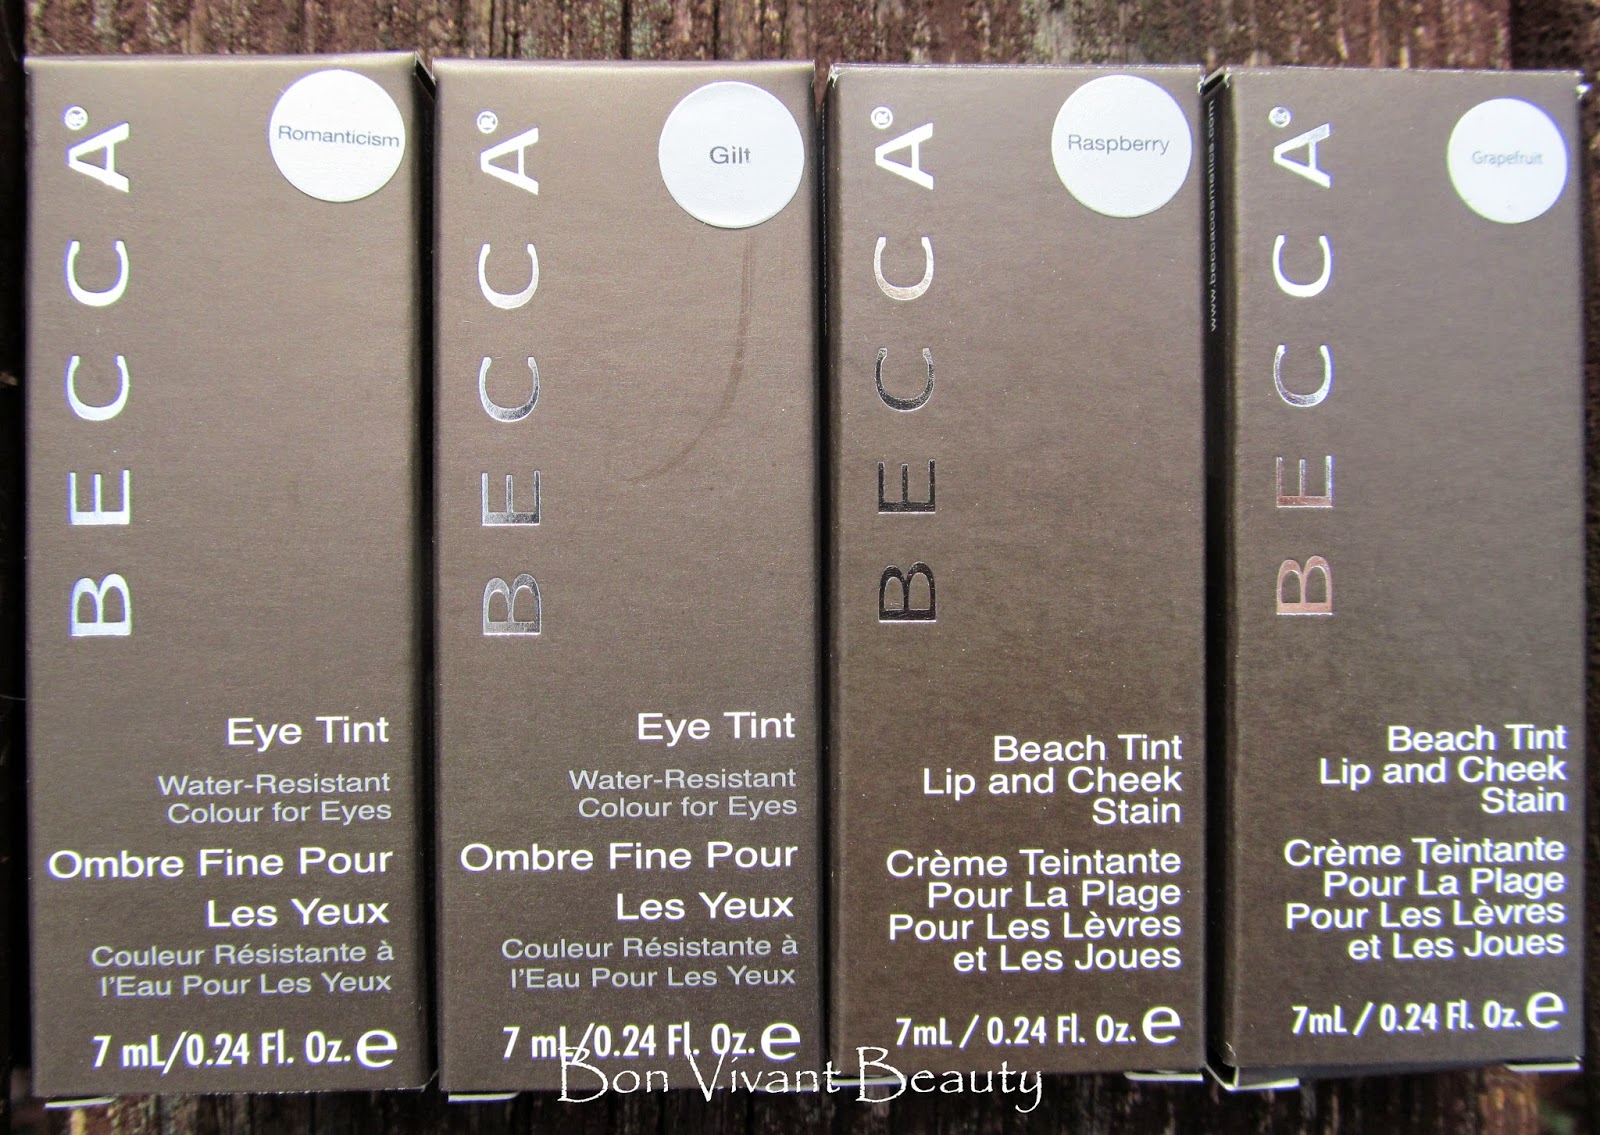 BECCA®
Romanticism
Eye Tint
Water-Resistant
Colour for Eyes
Ombre Fine Pour
Les Yeux
Couleur Résistante à
l'Eau Pour Les Yeux
7 mL/0.24 Fl. Oz. e
BECCA®
Gilt
Eye Tint
Water-Resistant
Colour for Eyes
Ombre Fine Pour
Les Yeux
Couleur Résistante à
l'Eau Pour Les Yeux
7 mL/0.24 Fl. Oz. e
BECCA®
Raspberry
Beach Tint
Lip and Cheek
Stain
Crème Teintante
Pour La Plage
Pour Les Lèvres
et Les Joues
7mL / 0.24 Fl. Oz. e
www.beccacosmetics.com
BECCA®
Grapefruit
Beach Tint
Lip and Cheek
Stain
Crème Teintante
Pour La Plage
Pour Les Lèvres
et Les Joues
7mL / 0.24 Fl. Oz. e
Bon Vivant Beauty